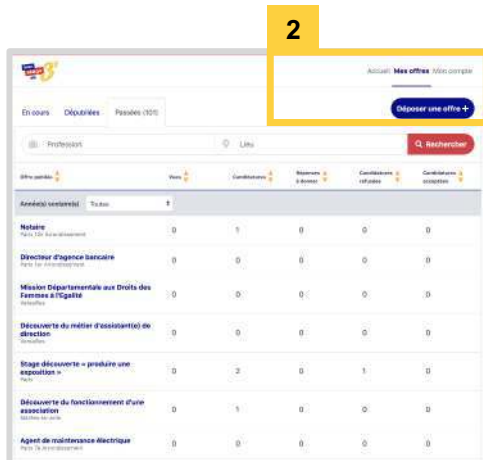 2
Accueil Mes offres Mon compte
En cours Dépubliées Passées (101)
Déposer une offre +
Profession
Lieu
Rechercher
Offre publiée Vues Candidatures Réponses à donner Candidatures refusées Candidatures acceptées
Année(s) scolaire(s) Toutes
Notaire 0 1 0 0 0
Directeur d'agence bancaire 0 0 0 0 0
Mission Départementale aux Droits des
Femmes à l'Egalité 0 0 0 0 0
Versailles
Découverte du métier d'assistant(e) de
direction 0 0 0 0 0
Versailles
Stage découverte « produire une
exposition » 0 2 0 1 0
Paris
Découverte du fonctionnement d'une
association 0 1 0 0 0
Agent de maintenance électrique 0 0 0 0 0